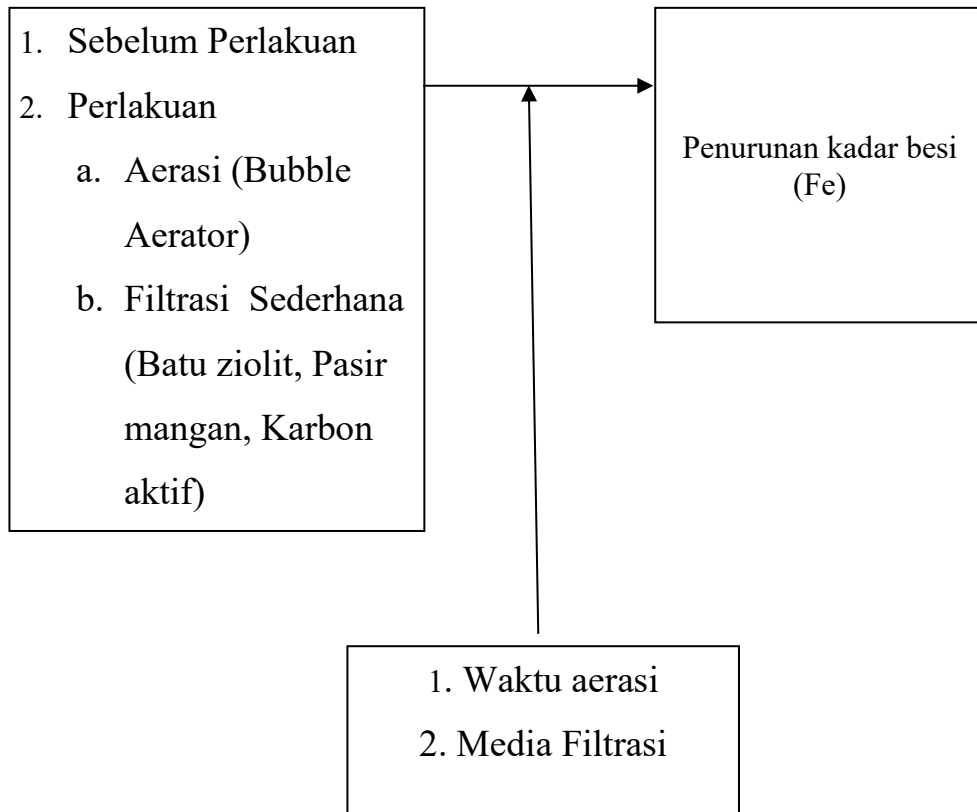 1. Sebelum Perlakuan
2. Perlakuan
a. Aerasi (Bubble
Aerator)
b. Filtrasi Sederhana
(Batu ziolit, Pasir
mangan, Karbon
aktif)
Penurunan kadar besi
(Fe)
1. Waktu aerasi
2. Media Filtrasi